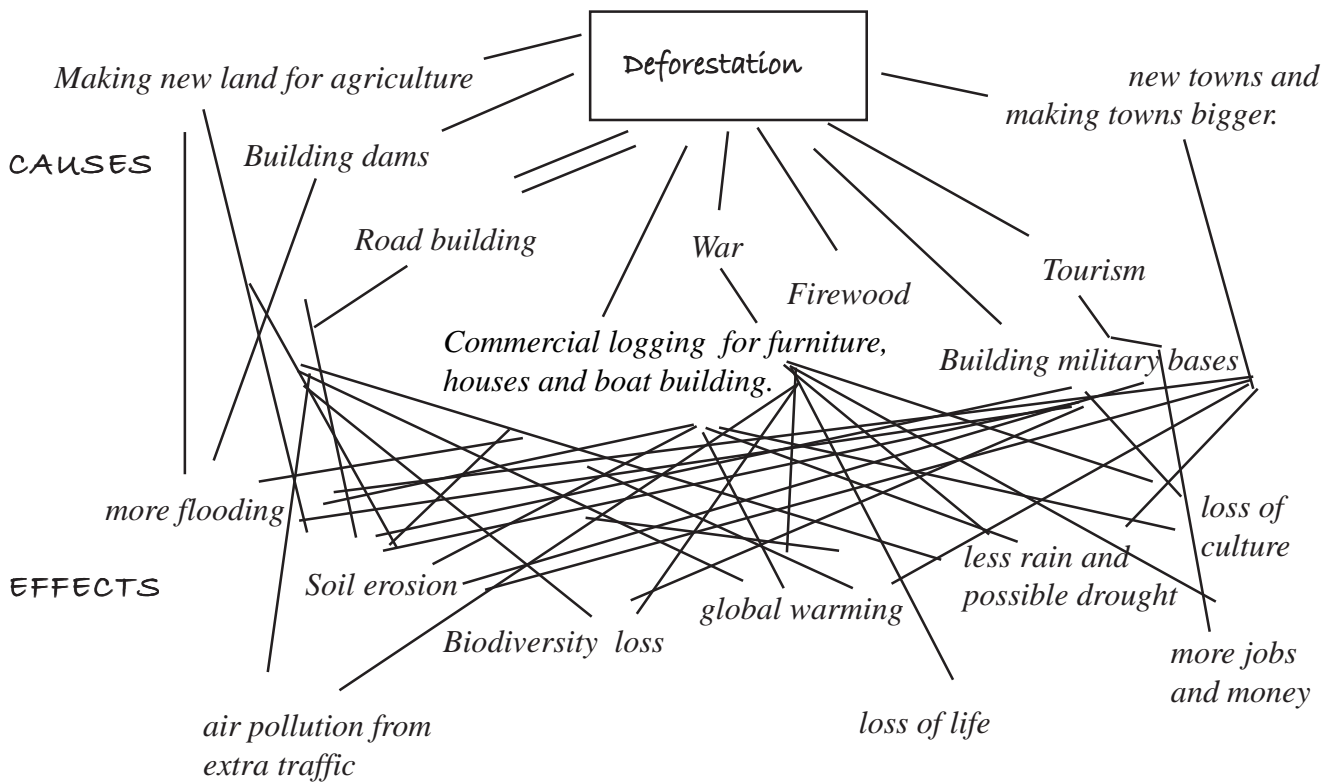 Deforestation
Making new land for agriculture
new towns and
making towns bigger.
CAUSES
Building dams
Road building
War
Tourism
Firewood
Commercial logging for furniture,
houses and boat building.
Building military bases
more flooding
loss of
culture
EFFECTS
Soil erosion
less rain and
possible drought
global warming
Biodiversity loss
more jobs
and money
air pollution from
extra traffic
loss of life